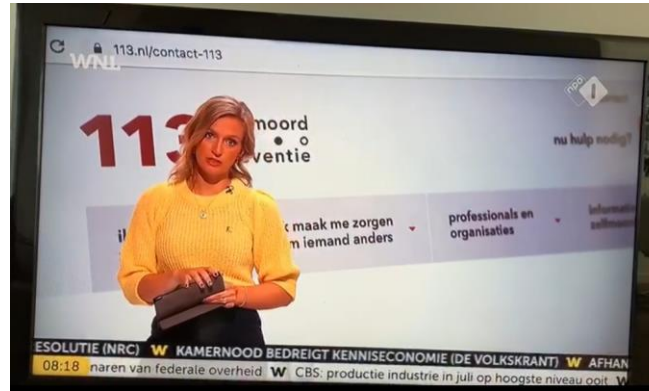 113.nl/contact-113
WNL
npo 1
113 moord
ventie
nu hulp nodig?
maak me zorgen
m iemand anders
professionals en
organisaties
ESOLUTIE (NRC) W KAMERNOOD BEDREIGT KENNISECONOMIE (DE VOLKSKRANT) W AFHAN
08:18 naren van federale overheid W CBS: productie industrie in juli op hoogste niveau ooit W